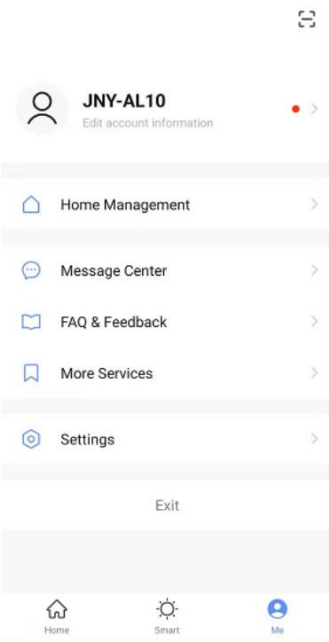 JNY-AL10
Edit account information
Home Management
Message Center
FAQ & Feedback
More Services
Settings
Exit
Home Smart Me